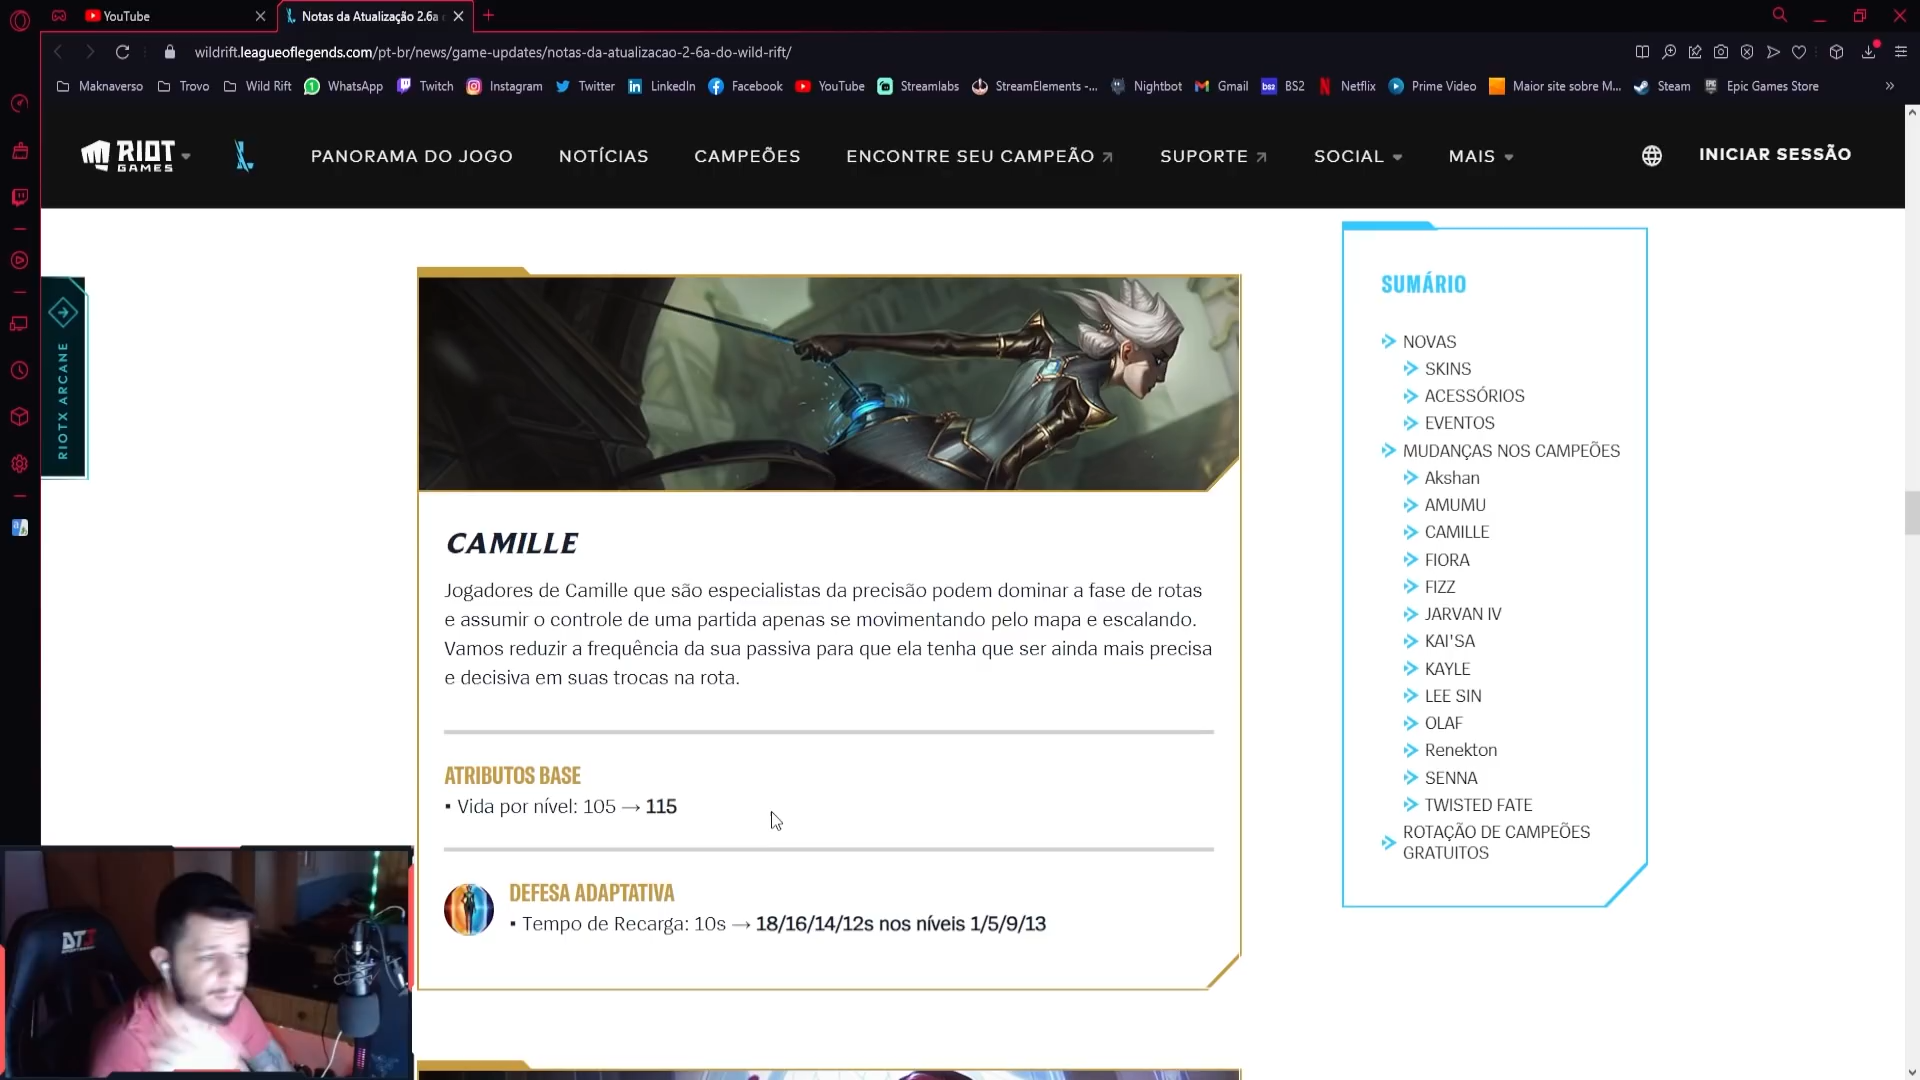 YouTube
Notas da Atualização 2.6a
wildrift.leagueoflegends.com/pt-br/news/game-updates/notas-da-atualizacao-2-6a-do-wild-rift/
Maknaverso Trovo Wild Rift WhatsApp Twitch Instagram Twitter LinkedIn Facebook YouTube Streamlabs StreamElements -... Nightbot Gmail BS2 Netflix Prime Video Maior site sobre M... Steam Epic Games Store
RIOT GAMES
PANORAMA DO JOGO NOTÍCIAS CAMPEÕES ENCONTRE SEU CAMPEÃO SUPORTE SOCIAL MAIS INICIAR SESSÃO
RIOTX ARCANE
CAMILLE
Jogadores de Camille que são especialistas da precisão podem dominar a fase de rotas
e assumir o controle de uma partida apenas se movimentando pelo mapa e escalando.
Vamos reduzir a frequência da sua passiva para que ela tenha que ser ainda mais precisa
e decisiva em suas trocas na rota.
ATRIBUTOS BASE
▪ Vida por nível: 105 → 115
DEFESA ADAPTATIVA
▪ Tempo de Recarga: 10s → 18/16/14/12s nos níveis 1/5/9/13
SUMÁRIO
NOVAS
SKINS
ACESSÓRIOS
EVENTOS
MUDANÇAS NOS CAMPEÕES
Akshan
AMUMU
CAMILLE
FIORA
FIZZ
JARVAN IV
KAI'SA
KAYLE
LEE SIN
OLAF
Renekton
SENNA
TWISTED FATE
ROTAÇÃO DE CAMPEÕES
GRATUITOS
DT3